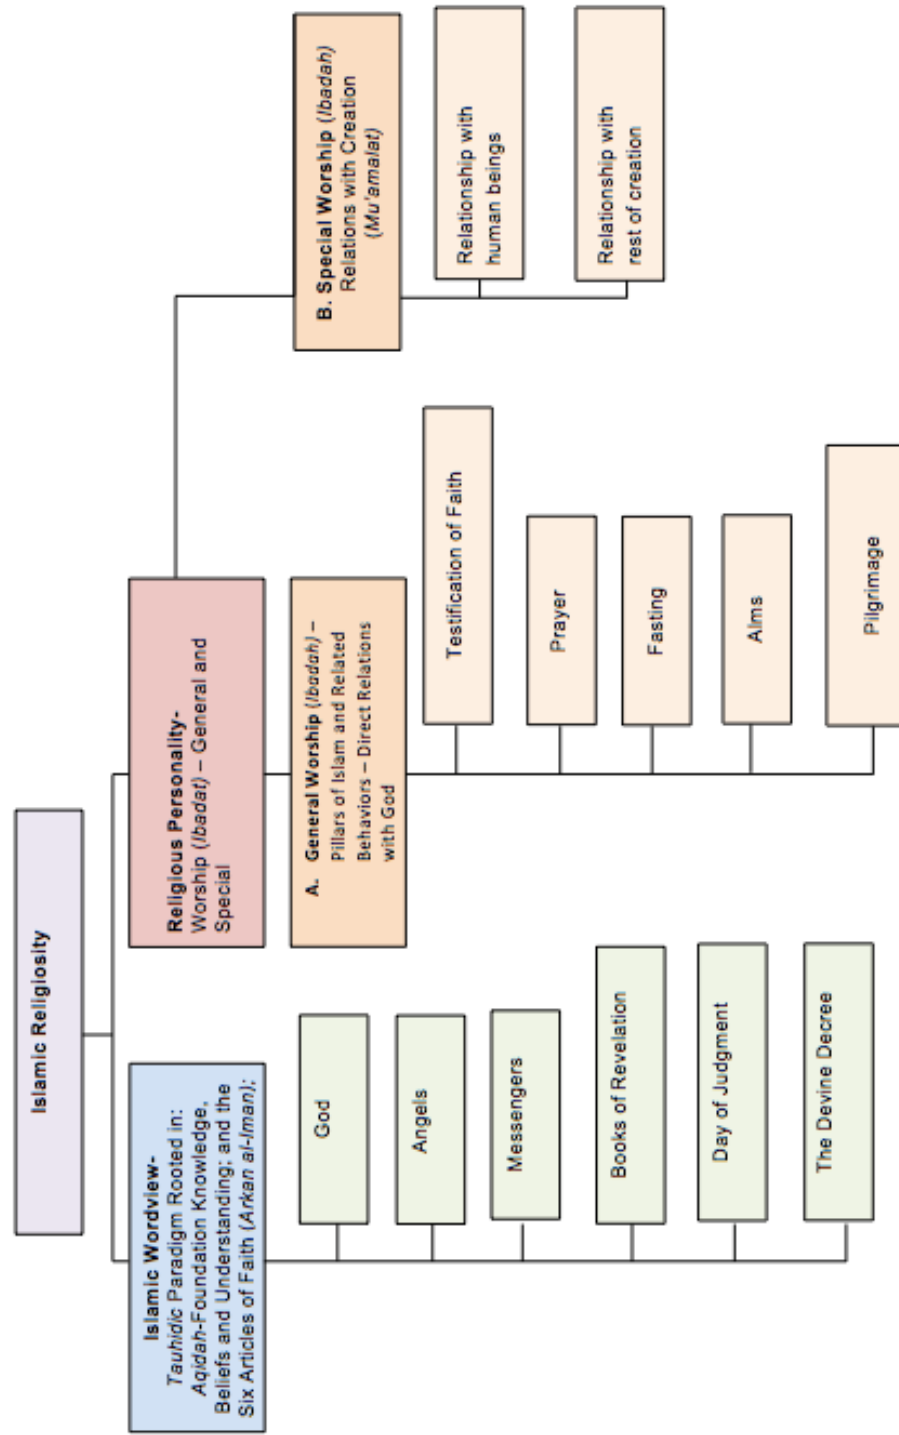 Islamic Religiosity
Islamic Wordview-
Tauhidic Paradigm Rooted in:
Aqidah-Foundation Knowledge,
Beliefs and Understanding; and the
Six Articles of Faith (Arkan al-Iman);
God
Angels
Messengers
Books of Revelation
Day of Judgment
The Devine Decree
Religious Personality-
Worship (Ibadat) – General and
Special
A. General Worship (Ibadah) –
Pillars of Islam and Related
Behaviors – Direct Relations
with God
Testification of Faith
Prayer
Fasting
Alms
Pilgrimage
B. Special Worship (Ibadah)
Relations with Creation
(Mu'amalat)
Relationship with
human beings
Relationship with
rest of creation